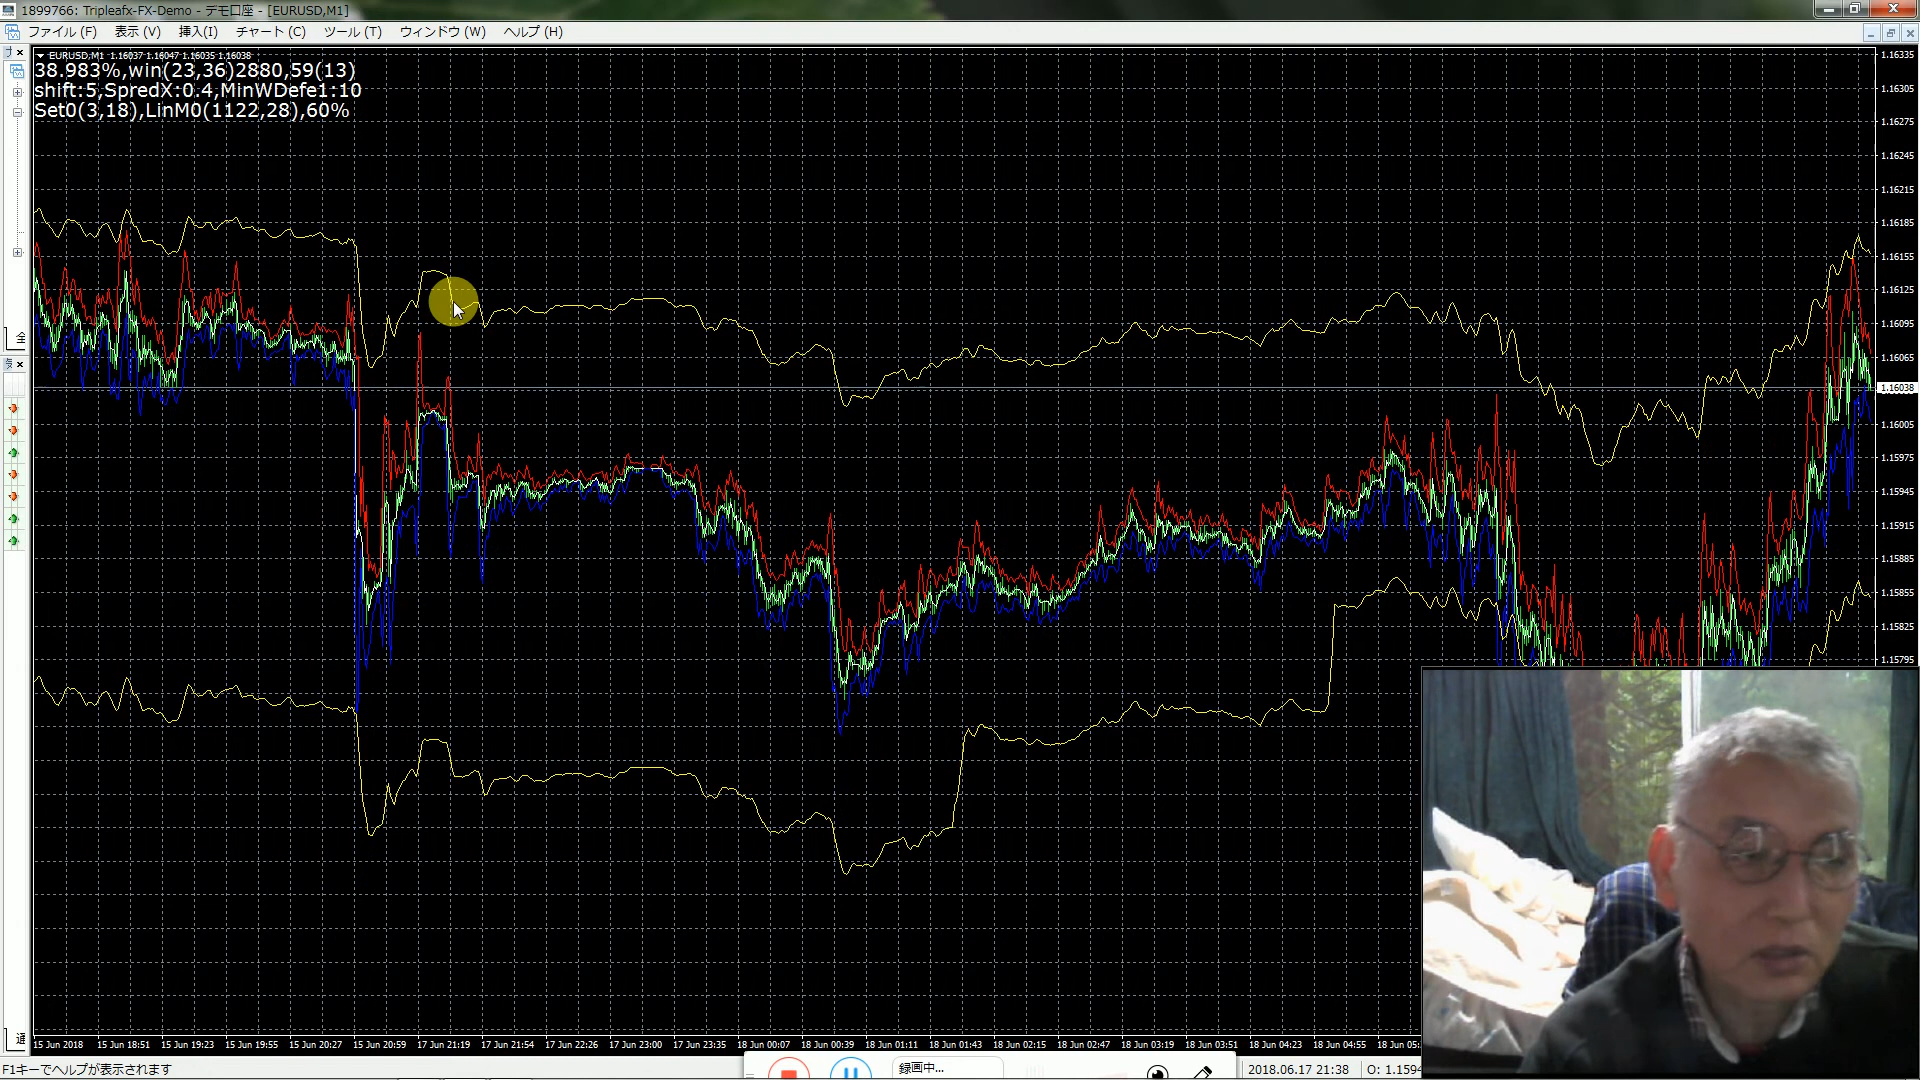 1899766: Tripleafx-FX-Demo - デモ口座 - [EURUSD,M1]
ファイル (F) 表示 (V) 挿入(I) チャート (C) ツール (T) ウィンドウ (W) ヘルプ (H)
EURUSD,M1 1.16037 1.16047 1.16035 1.16038
38.983%,win(23,36)2880,59(13)
shift:5,SpredX:0.4,MinWDefe1:10
Set0(3,18),LinM0(1122,28),60%
1.16335
1.16305
1.16275
1.16245
1.16215
1.16185
1.16155
1.16125
1.16095
1.16065
1.16038
1.16005
1.15975
1.15945
1.15915
1.15885
1.15855
1.15825
1.15795
全
通
15 Jun 2018 15 Jun 18:51 15 Jun 19:23 15 Jun 19:55 15 Jun 20:27 15 Jun 20:59 17 Jun 21:19 17 Jun 21:54 17 Jun 22:26 17 Jun 23:00 17 Jun 23:35 18 Jun 00:07 18 Jun 00:39 18 Jun 01:11 18 Jun 01:43 18 Jun 02:15 18 Jun 02:47 18 Jun 03:19 18 Jun 03:51 18 Jun 04:23 18 Jun 04:55 18 Jun 05:
F1キーでヘルプが表示されます
録画中...
2018.06.17 21:38 O: 1.1594